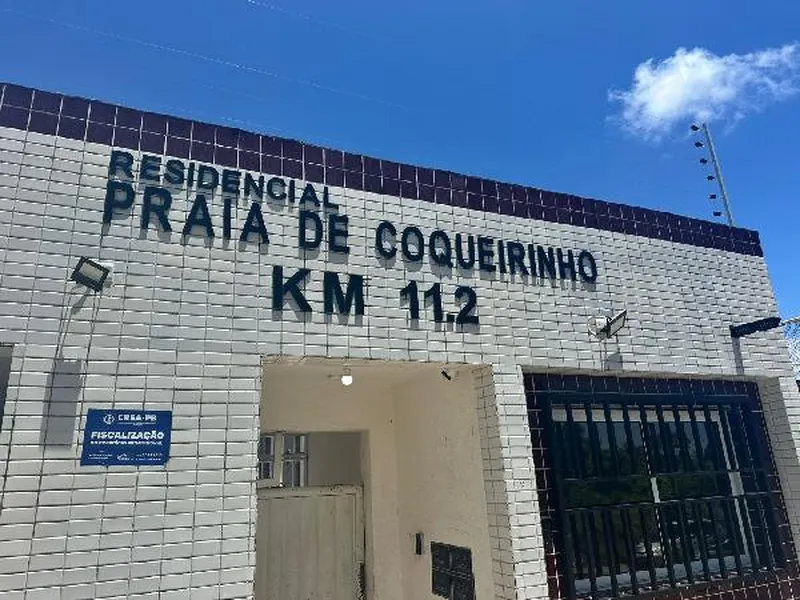 RESIDENCIAL
PRAIA DE COQUEIRINHO
KM 11.2
CREA-PB
FISCALIZAÇÃO